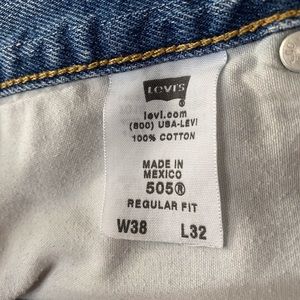 LEVI'S
®
levi.com
(800) USA-LEVI
100% COTTON
MADE IN
MEXICO
505®
REGULAR FIT
W38 L32